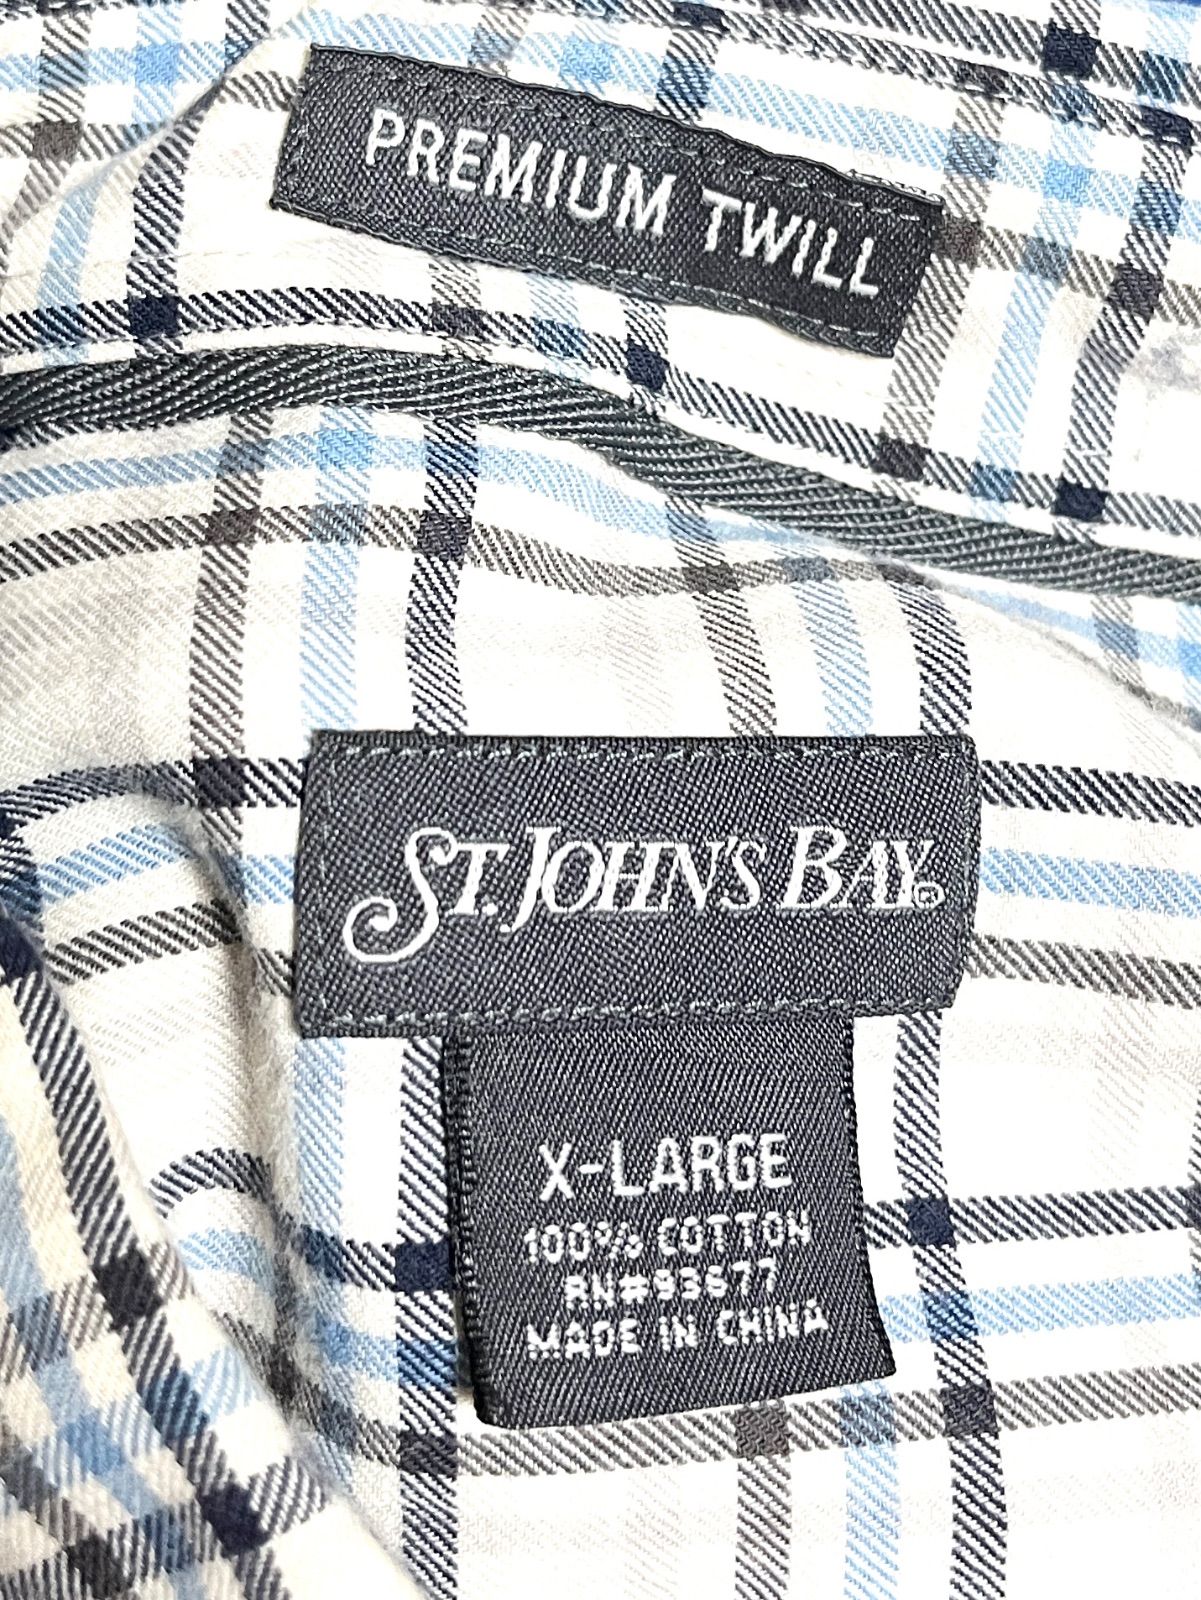 PREMIUM TWILL
ST. JOHN'S BAY
X-LARGE
100% COTTON
RN#93677
MADE IN CHINA